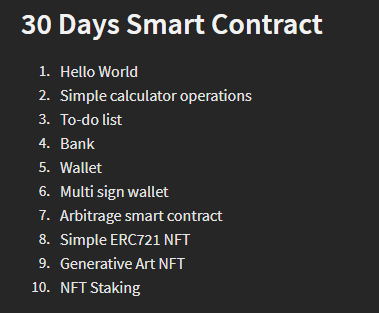 30 Days Smart Contract
1. Hello World
2. Simple calculator operations
3. To-do list
4. Bank
5. Wallet
6. Multi sign wallet
7. Arbitrage smart contract
8. Simple ERC721 NFT
9. Generative Art NFT
10. NFT Staking